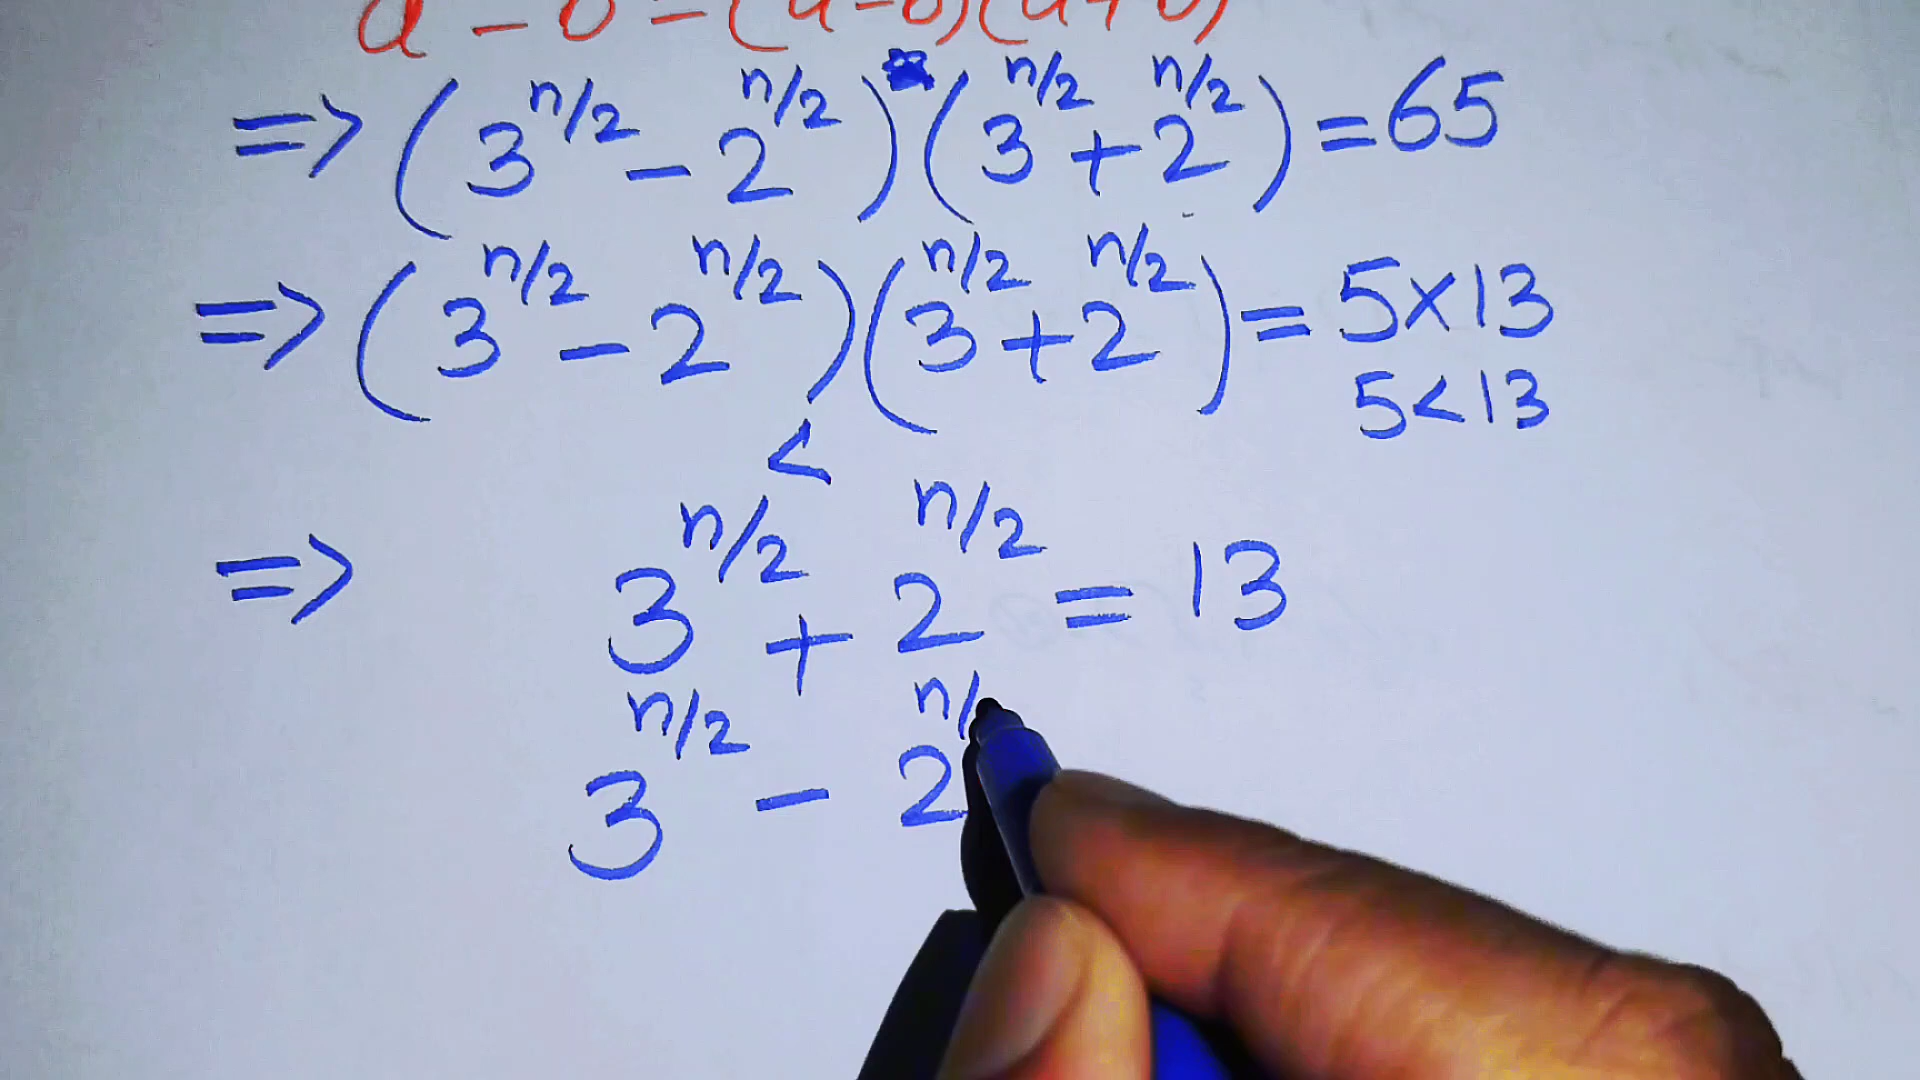 a - b = (a-b)(a+b)
=> (3^n/2 - 2^n/2) (3^n/2 + 2^n/2) = 65
=> (3^n/2 - 2^n/2)(3^n/2 + 2^n/2) = 5×13
< 5<13
=> 3^n/2 + 2^n/2 = 13
3^n/2 - 2^n/